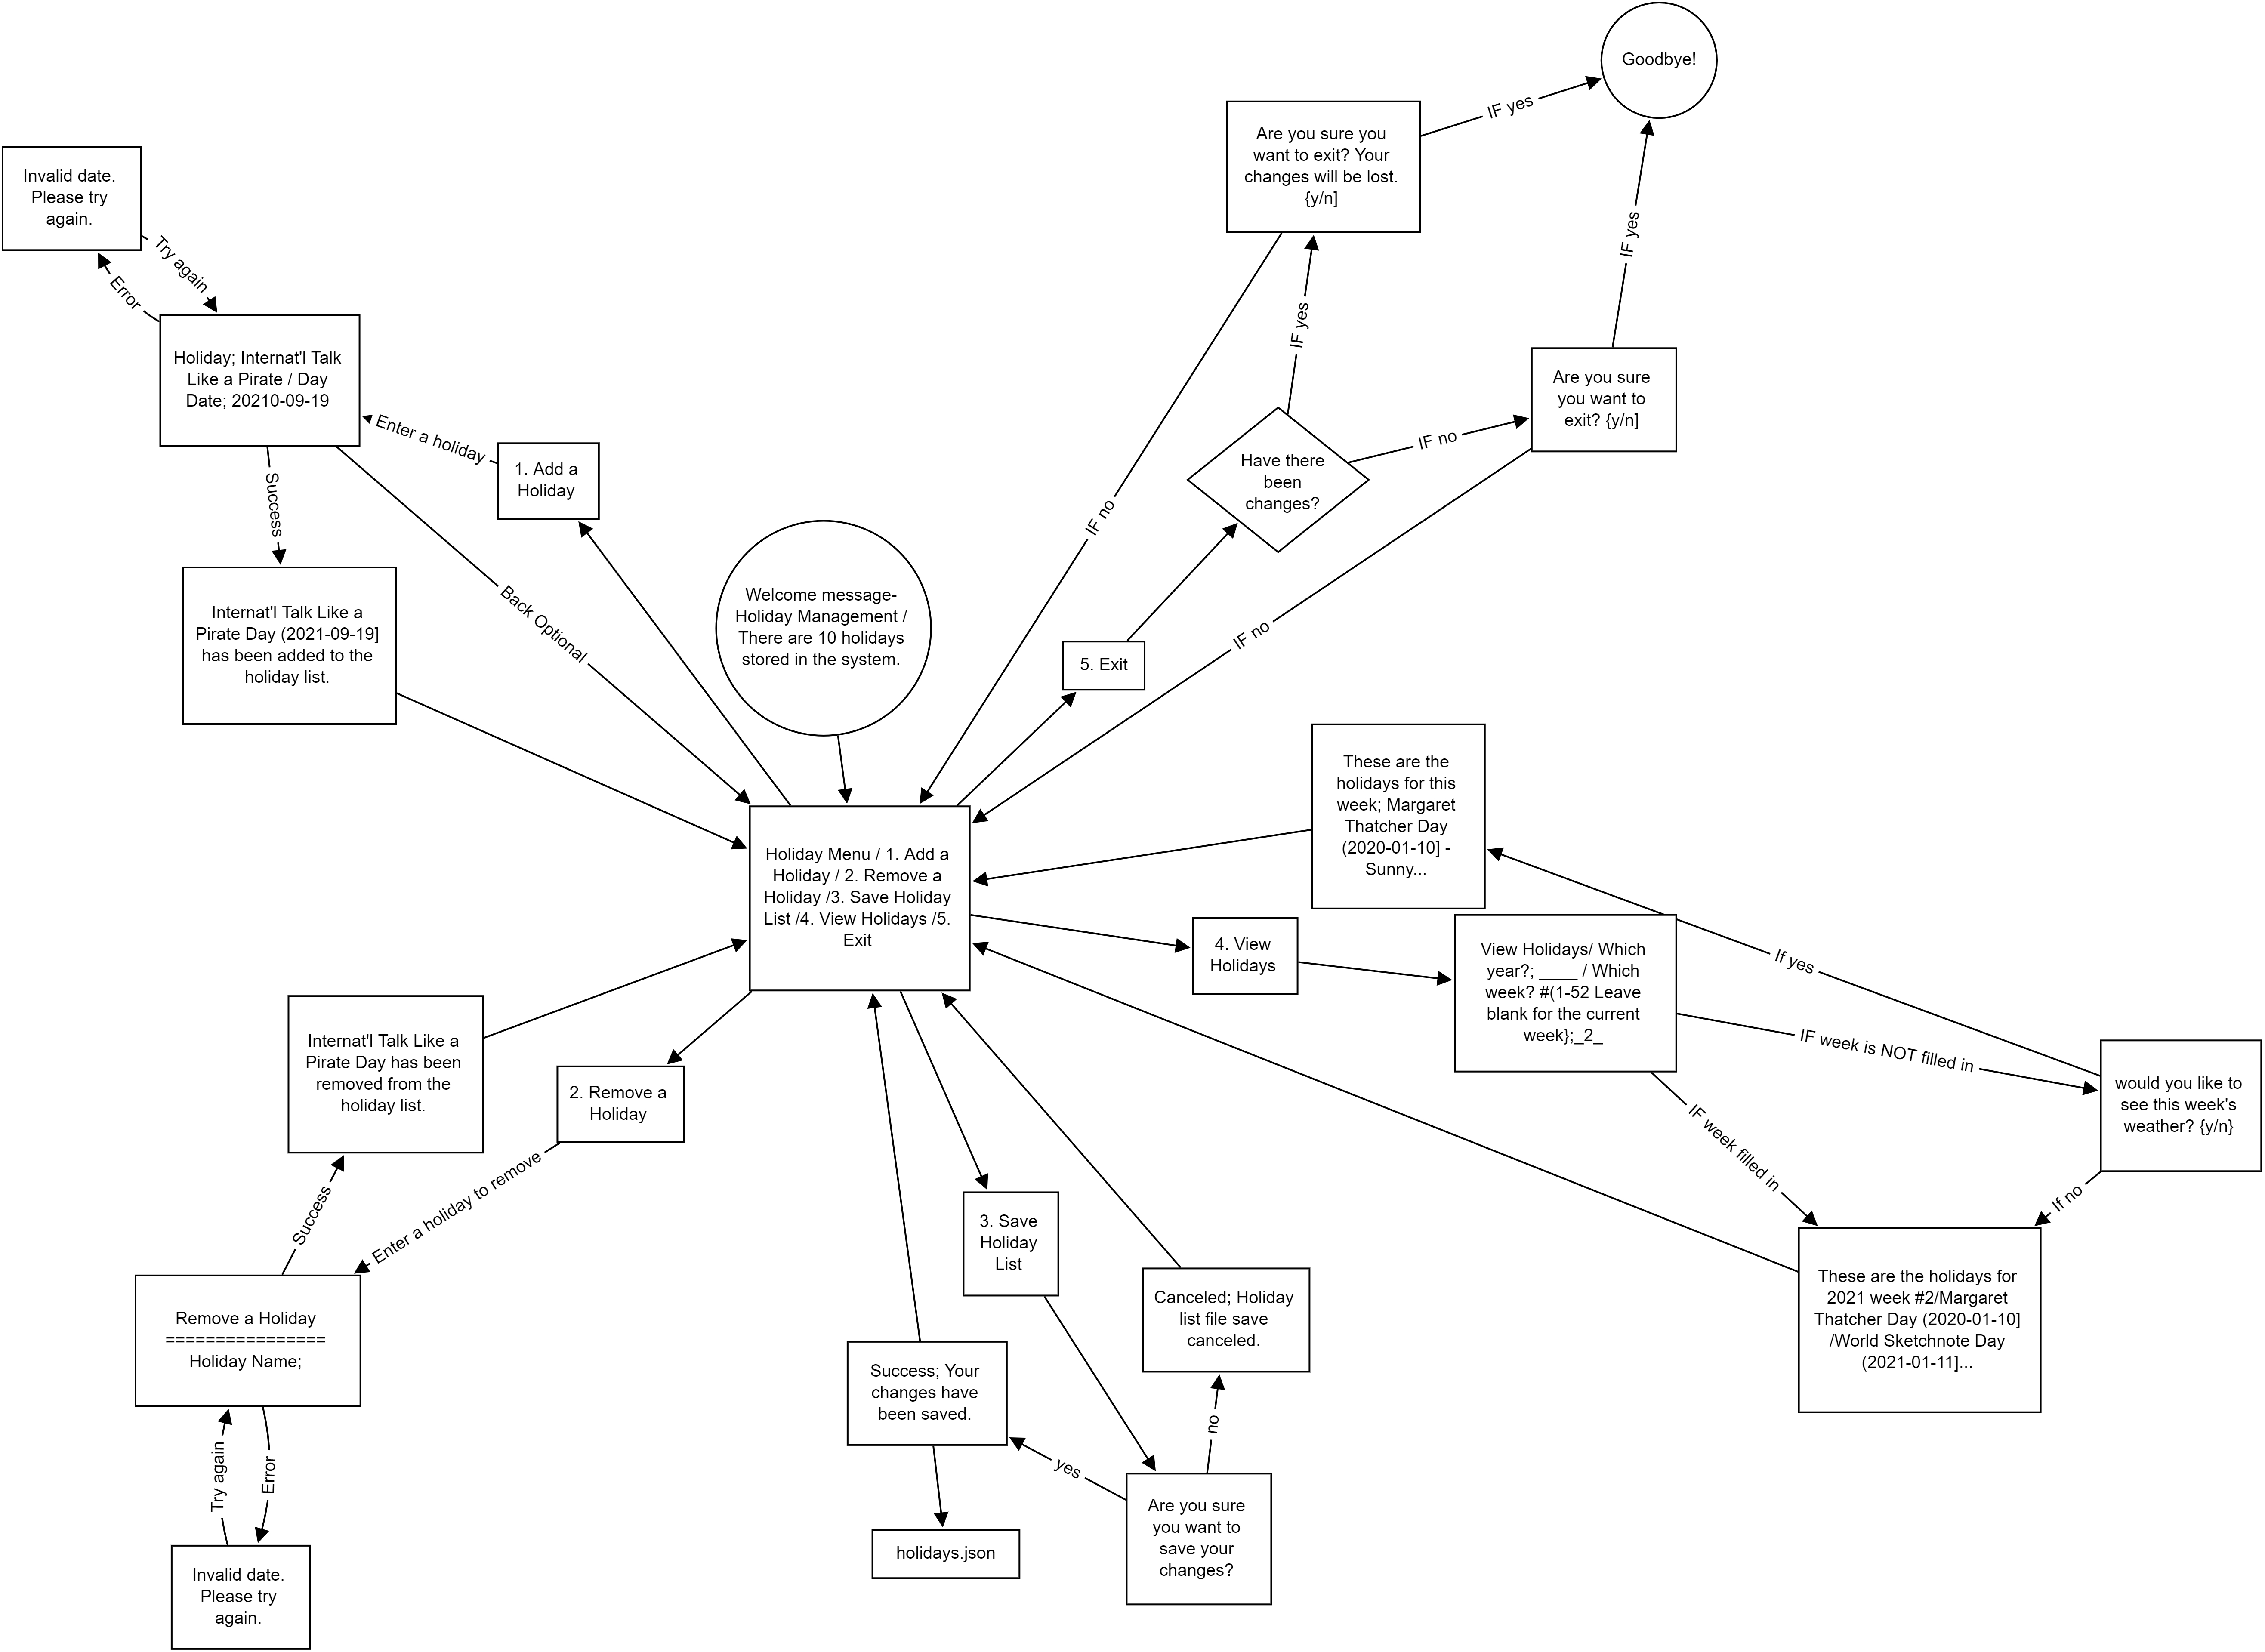 Goodbye!
Are you sure you
want to exit? Your
changes will be lost.
{y/n]
IF yes
Invalid date.
Please try
again.
Try again
Error
IF yes
IF yes
Holiday; Internat'l Talk
Like a Pirate / Day
Date; 20210-09-19
Are you sure
you want to
exit? {y/n]
Enter a holiday
1. Add a
Holiday
Have there
been
changes?
IF no
Success
IF no
Internat'l Talk Like a
Pirate Day (2021-09-19]
has been added to the
holiday list.
Back Optional
Welcome message-
Holiday Management /
There are 10 holidays
stored in the system.
5. Exit
IF no
These are the
holidays for this
week; Margaret
Thatcher Day
(2020-01-10] -
Sunny...
Holiday Menu / 1. Add a
Holiday / 2. Remove a
Holiday /3. Save Holiday
List /4. View Holidays /5.
Exit
4. View
Holidays
View Holidays/ Which
year?; ____ / Which
week? #(1-52 Leave
blank for the current
week};_2_
If yes
IF week is NOT filled in
would you like to
see this week's
weather? {y/n}
IF week filled in
If no
Internat'l Talk Like a
Pirate Day has been
removed from the
holiday list.
2. Remove a
Holiday
Success
Enter a holiday to remove
3. Save
Holiday
List
Canceled; Holiday
list file save
canceled.
These are the holidays for
2021 week #2/Margaret
Thatcher Day (2020-01-10]
/World Sketchnote Day
(2021-01-11]...
Remove a Holiday
================
Holiday Name;
Success; Your
changes have
been saved.
no
yes
Try again
Error
Are you sure
you want to
save your
changes?
holidays.json
Invalid date.
Please try
again.